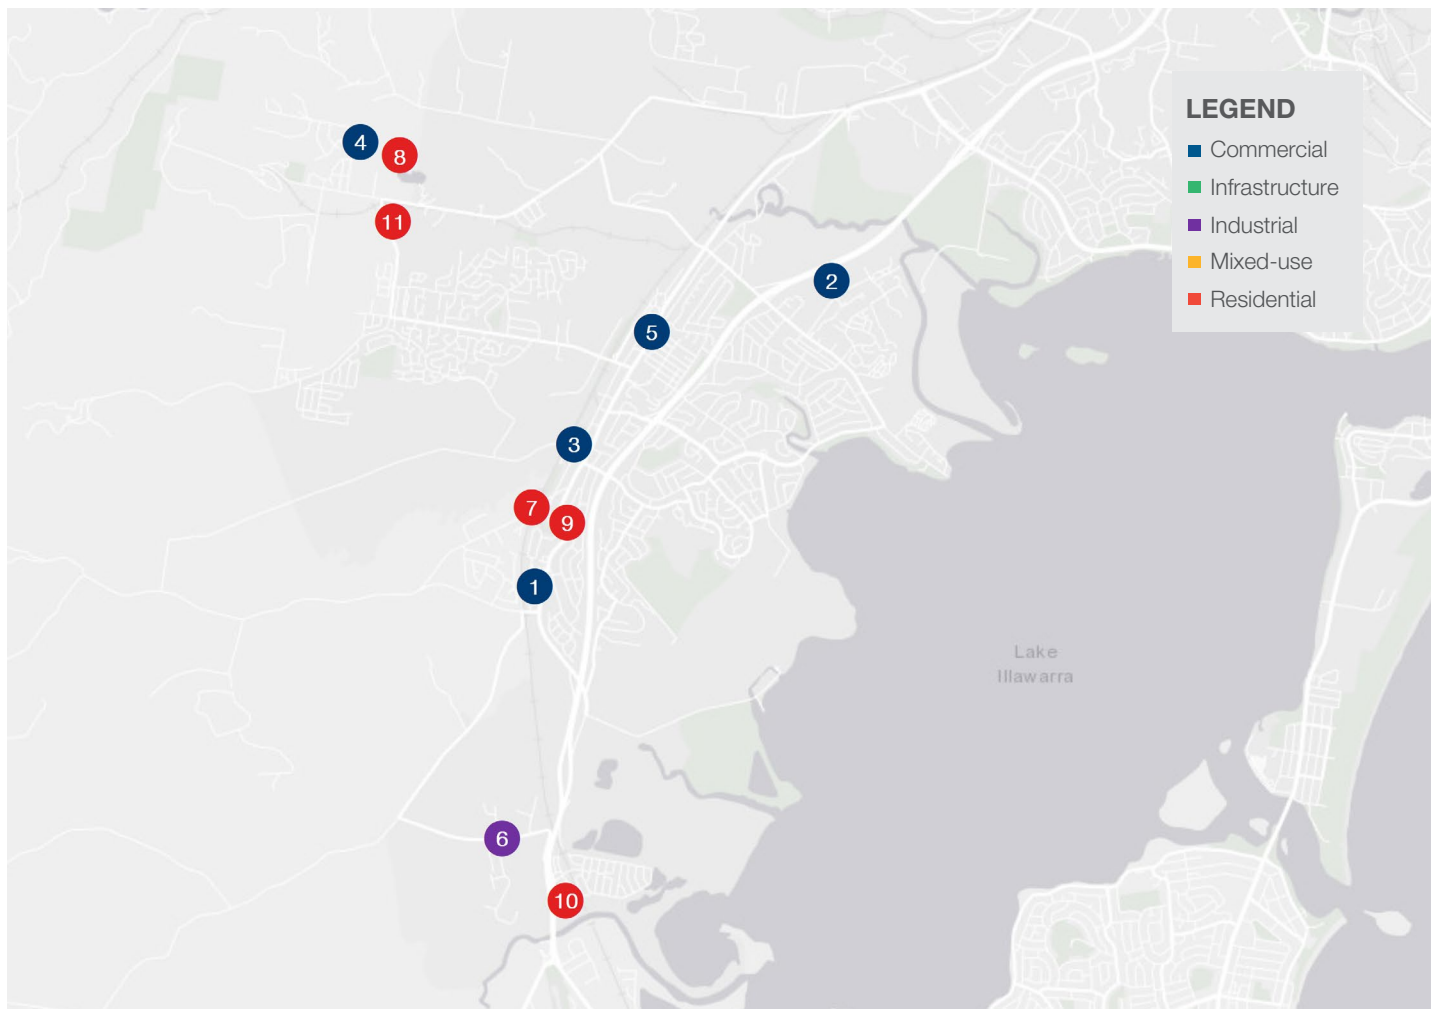 LEGEND
Commercial
Infrastructure
Industrial
Mixed-use
Residential
4
8
11
2
5
3
7
9
1
Lake
Illawarra
6
10